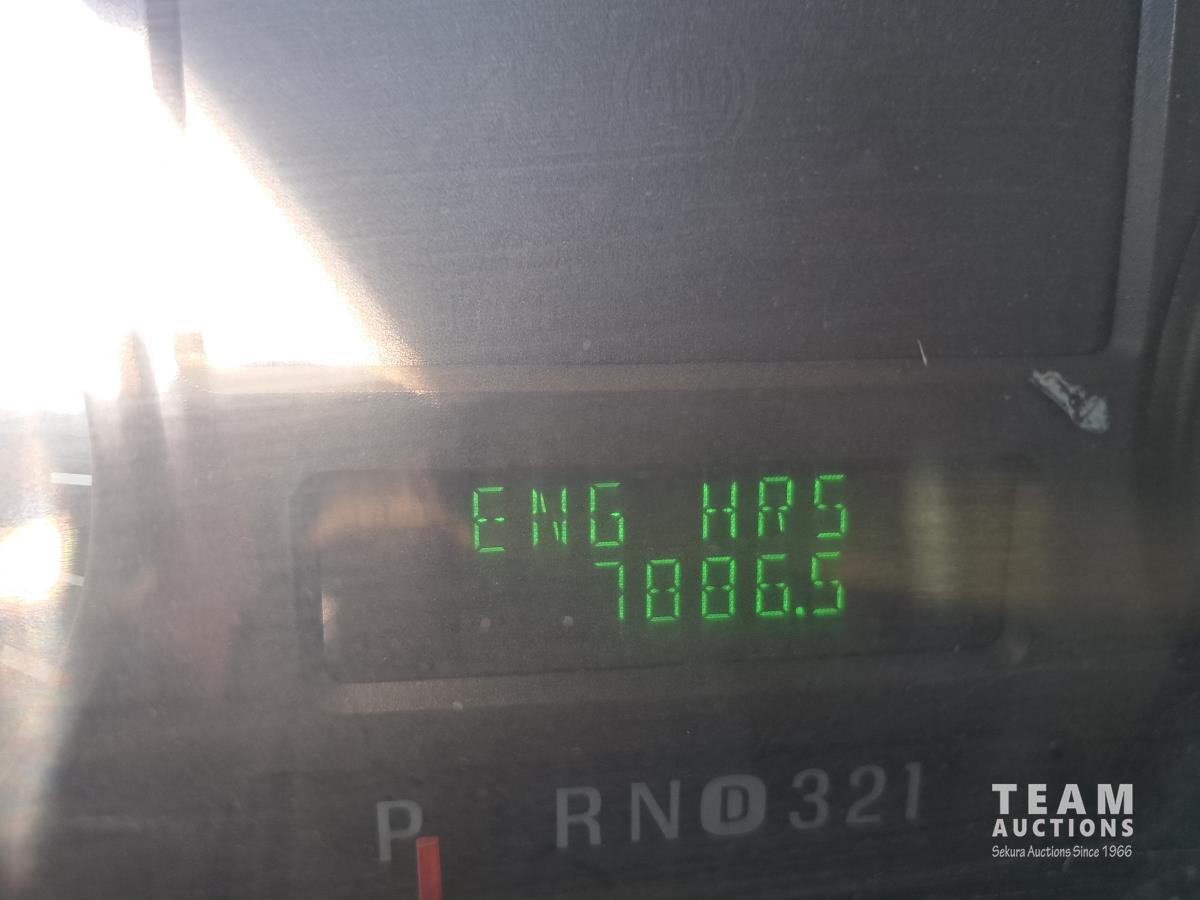 ENG HRS
7886.5
P RND321
TEAM
AUCTIONS
Sekura Auctions Since 1966